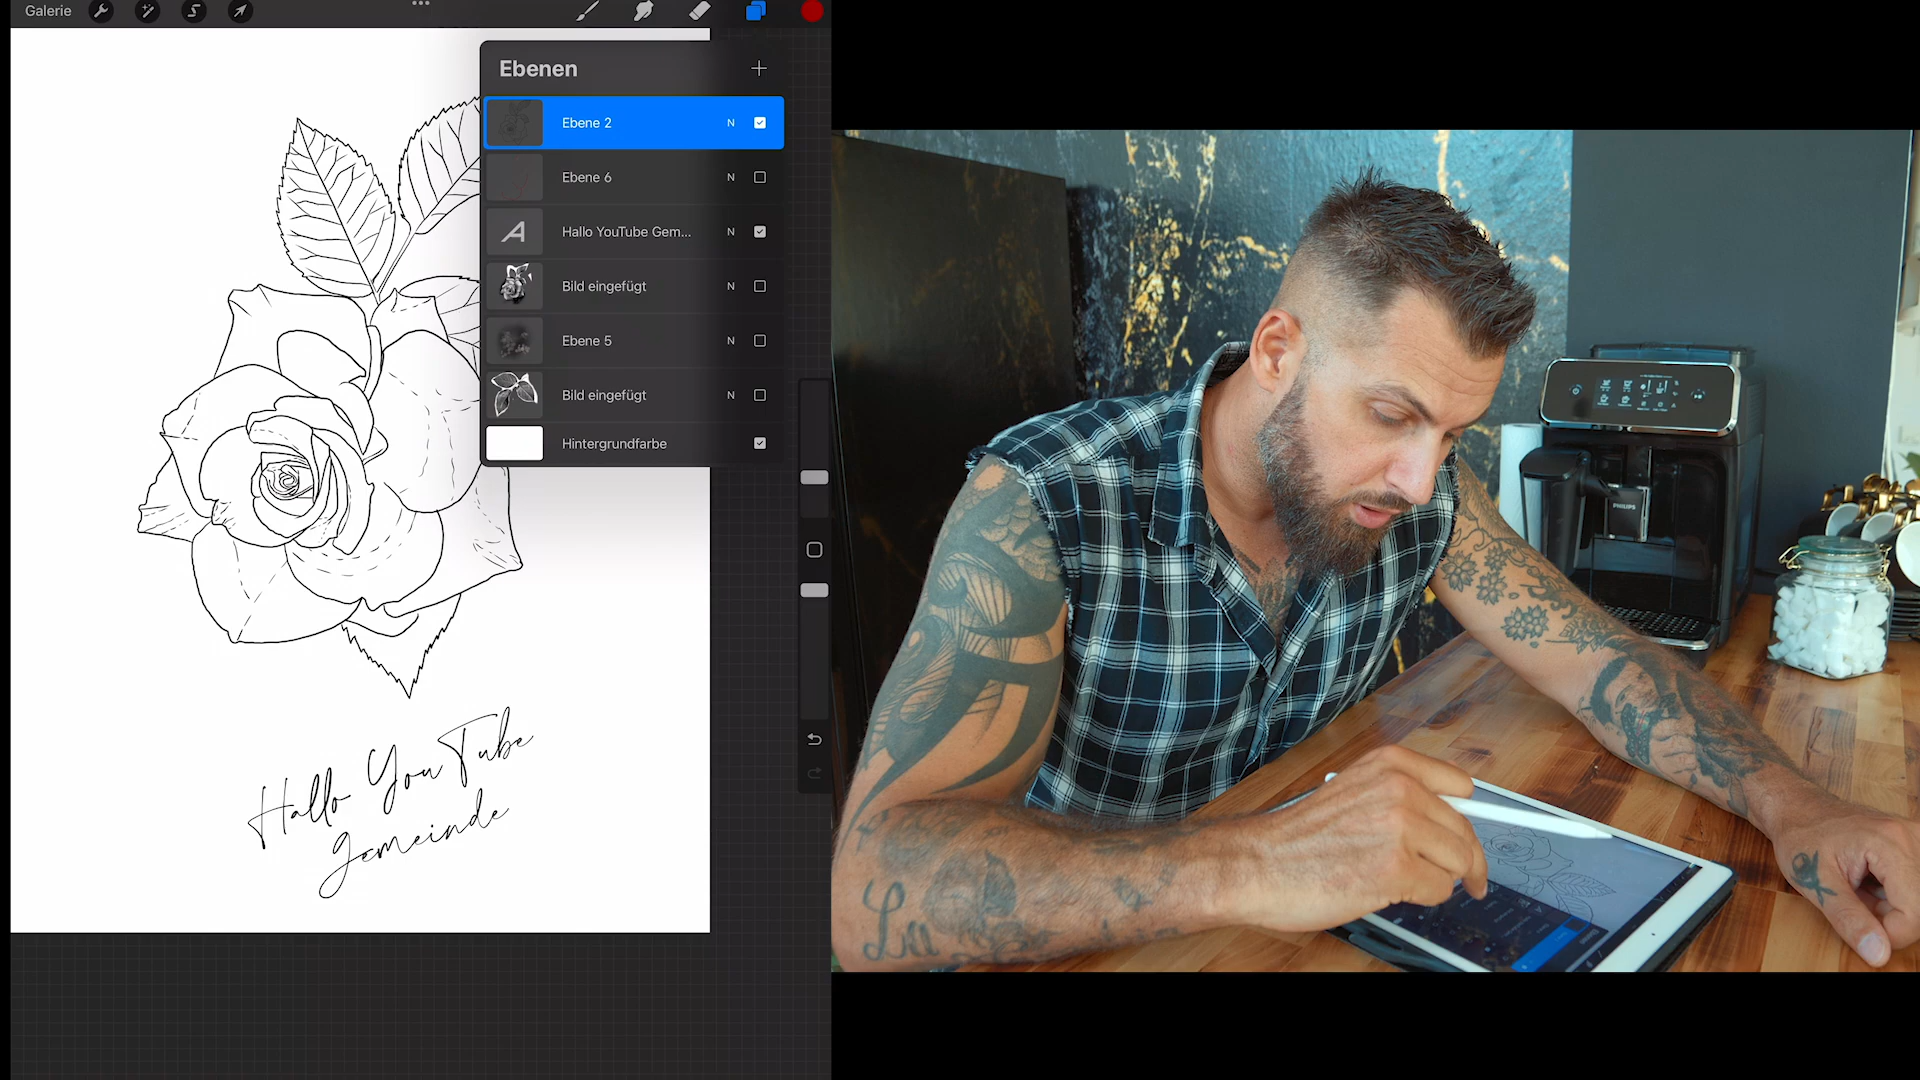 Galerie
Ebenen
Ebene 2 N
Ebene 6 N
A Hallo YouTube Gem... N
Bild eingefügt N
Ebene 5 N
Bild eingefügt N
Hintergrundfarbe
Hallo YouTube
Gemeinde
PHILIPS